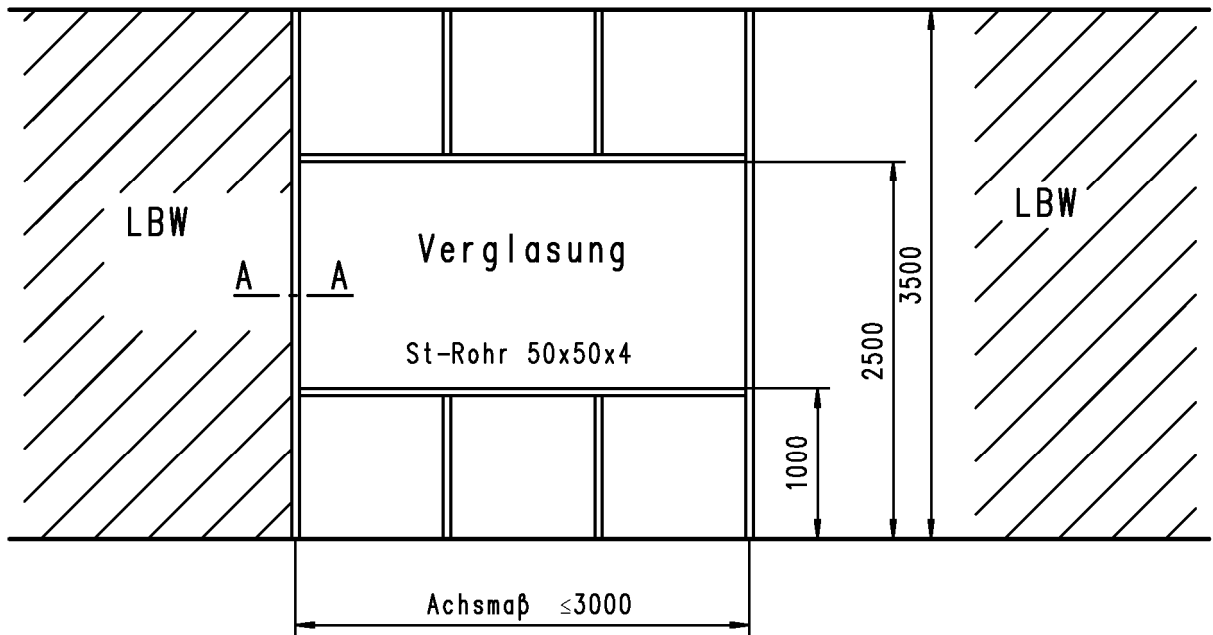 LBW
LBW
Verglasung
A A
St-Rohr 50x50x4
3500
2500
1000
Achsmaß ≤3000